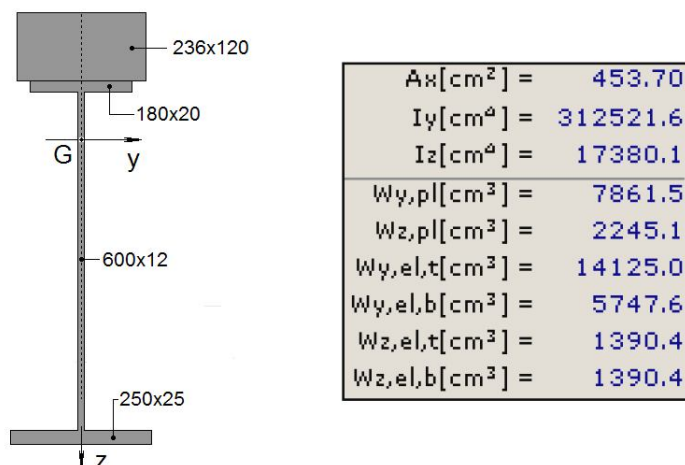 236x120
180x20
G
y
600x12
250x25
z
Ax[cm²] = 453.70
Iy[cm⁴] = 312521.6
Iz[cm⁴] = 17380.1
Wy,pl[cm³] = 7861.5
Wz,pl[cm³] = 2245.1
Wy,el,t[cm³] = 14125.0
Wy,el,b[cm³] = 5747.6
Wz,el,t[cm³] = 1390.4
Wz,el,b[cm³] = 1390.4